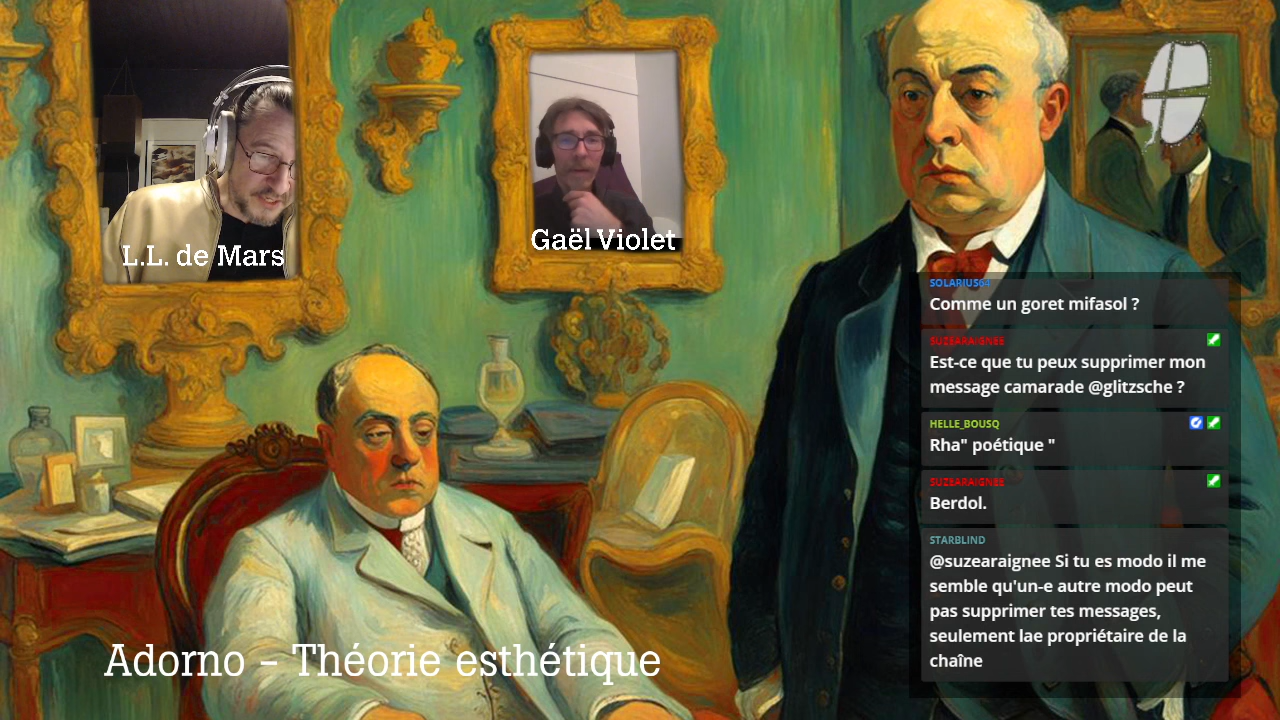 L.L. de Mars
Gaël Violet
SOLARIUS64
Comme un goret mifasol ?
SUZEARAIGNEE
Est-ce que tu peux supprimer mon
message camarade @glitzsche ?
HELLE_BOUSQ
Rha" poétique "
SUZEARAIGNEE
Berdol.
STARBLIND
@suzearaignee Si tu es modo il me
semble qu'un-e autre modo peut
pas supprimer tes messages,
seulement lae propriétaire de la
chaîne
Adorno – Théorie esthétique